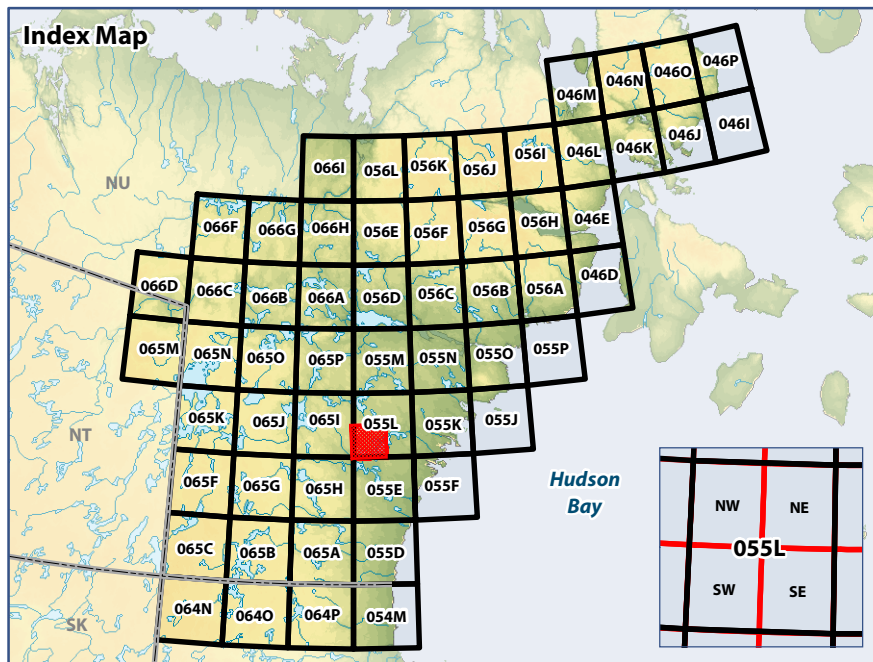 Index Map
046M 046N 046O 046P
066I 056L 056K 056J 056I 046L 046K 046J 046I
NU
066F 066G 066H 056E 056F 056G 056H 046E
066D 066C 066B 066A 056D 056C 056B 056A 046D
065M 065N 065O 065P 055M 055N 055O 055P
NT
065K 065J 065I 055L 055K 055J
065F 065G 065H 055E 055F
Hudson
Bay
065C 065B 065A 055D
SK
064N 064O 064P 054M
NW NE
055L
SW SE